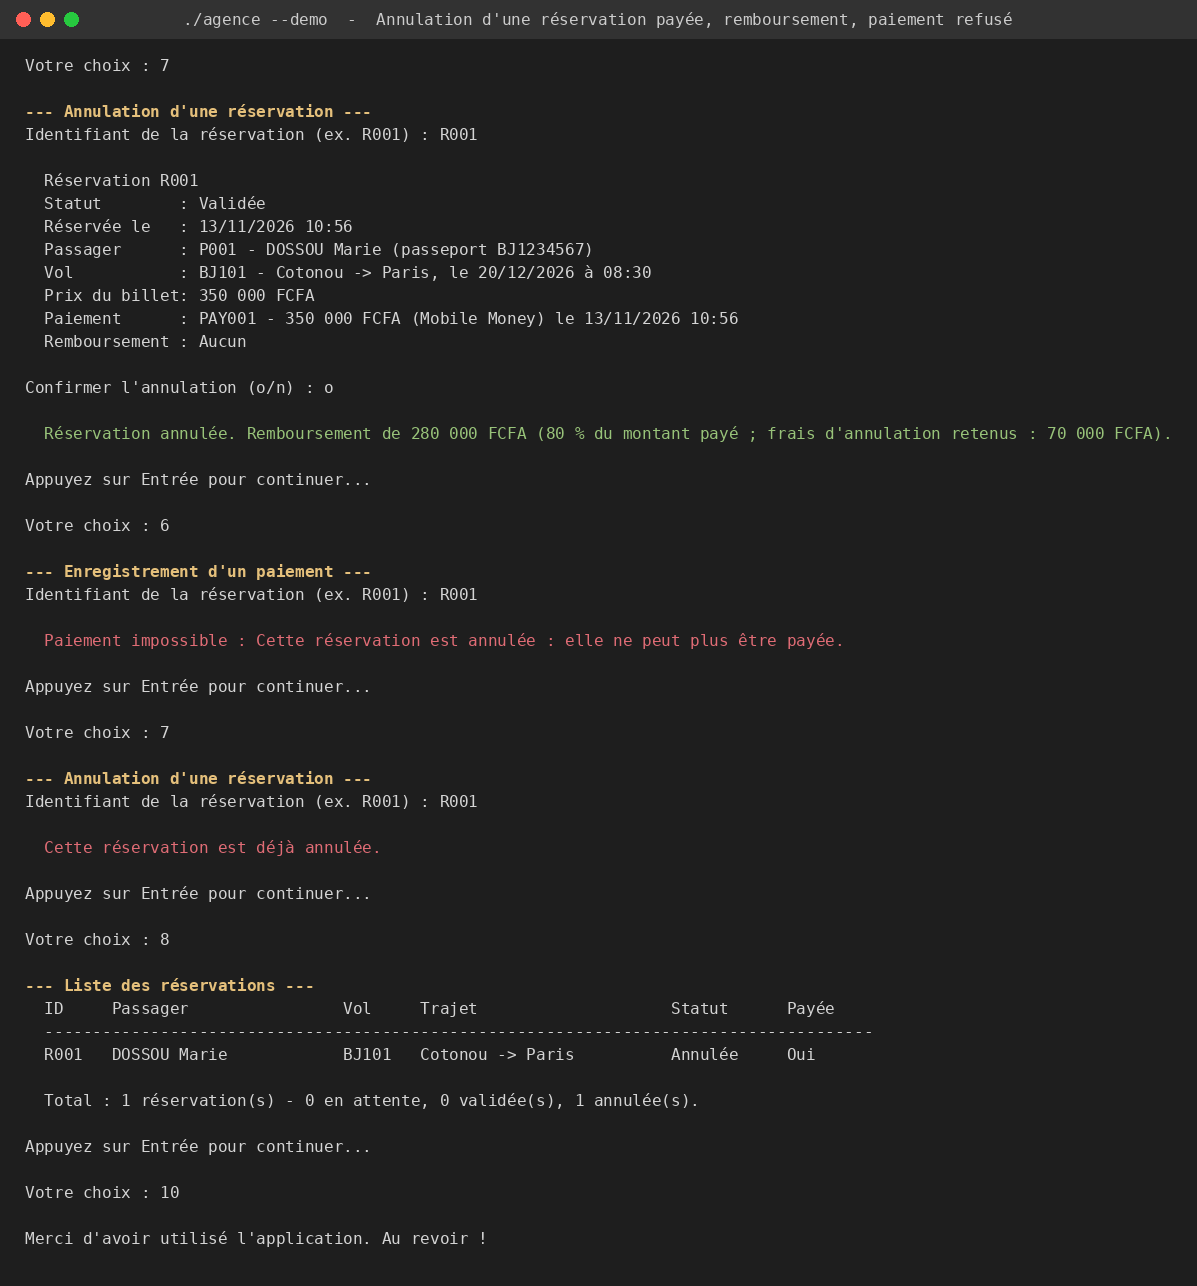 ./agence --demo  -  Annulation d'une réservation payée, remboursement, paiement refusé
Votre choix : 7
--- Annulation d'une réservation ---
Identifiant de la réservation (ex. R001) : R001
Réservation R001
Statut        : Validée
Réservée le   : 13/11/2026 10:56
Passager      : P001 - DOSSOU Marie (passeport BJ1234567)
Vol           : BJ101 - Cotonou -> Paris, le 20/12/2026 à 08:30
Prix du billet: 350 000 FCFA
Paiement      : PAY001 - 350 000 FCFA (Mobile Money) le 13/11/2026 10:56
Remboursement : Aucun
Confirmer l'annulation (o/n) : o
Réservation annulée. Remboursement de 280 000 FCFA (80 % du montant payé ; frais d'annulation retenus : 70 000 FCFA).
Appuyez sur Entrée pour continuer...
Votre choix : 6
--- Enregistrement d'un paiement ---
Identifiant de la réservation (ex. R001) : R001
Paiement impossible : Cette réservation est annulée : elle ne peut plus être payée.
Appuyez sur Entrée pour continuer...
Votre choix : 7
--- Annulation d'une réservation ---
Identifiant de la réservation (ex. R001) : R001
Cette réservation est déjà annulée.
Appuyez sur Entrée pour continuer...
Votre choix : 8
--- Liste des réservations ---
ID     Passager                Vol     Trajet                    Statut      Payée
--------------------------------------------------------------------------------------
R001   DOSSOU Marie            BJ101   Cotonou -> Paris          Annulée     Oui
Total : 1 réservation(s) - 0 en attente, 0 validée(s), 1 annulée(s).
Appuyez sur Entrée pour continuer...
Votre choix : 10
Merci d'avoir utilisé l'application. Au revoir !